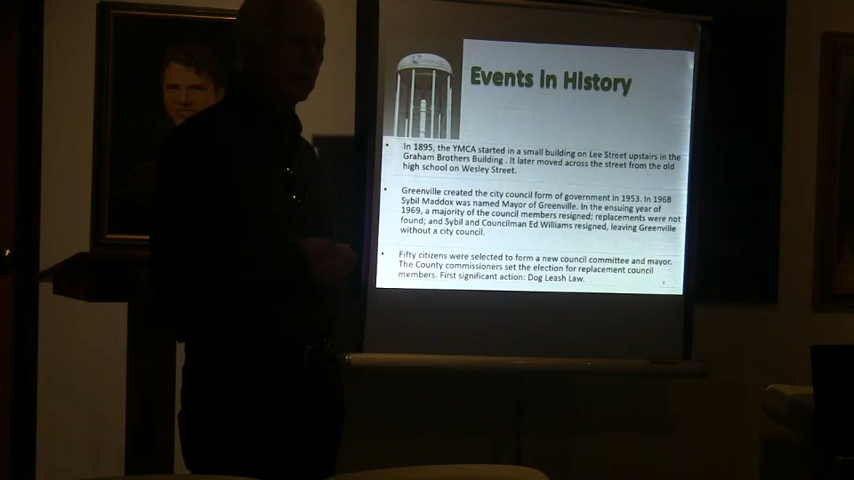 Events in History
• In 1895, the YMCA started in a small building on Lee Street upstairs in the
Graham Brothers Building . It later moved across the street from the old
high school on Wesley Street.
• Greenville created the city council form of government in 1953. In 1968
Sybil Maddox was named Mayor of Greenville. In the ensuing year of
1969, a majority of the council members resigned; replacements were not
found; and Sybil and Councilman Ed Williams resigned, leaving Greenville
without a city council.
• Fifty citizens were selected to form a new council committee and mayor.
The County commissioners set the election for replacement council
members. First significant action: Dog Leash Law.